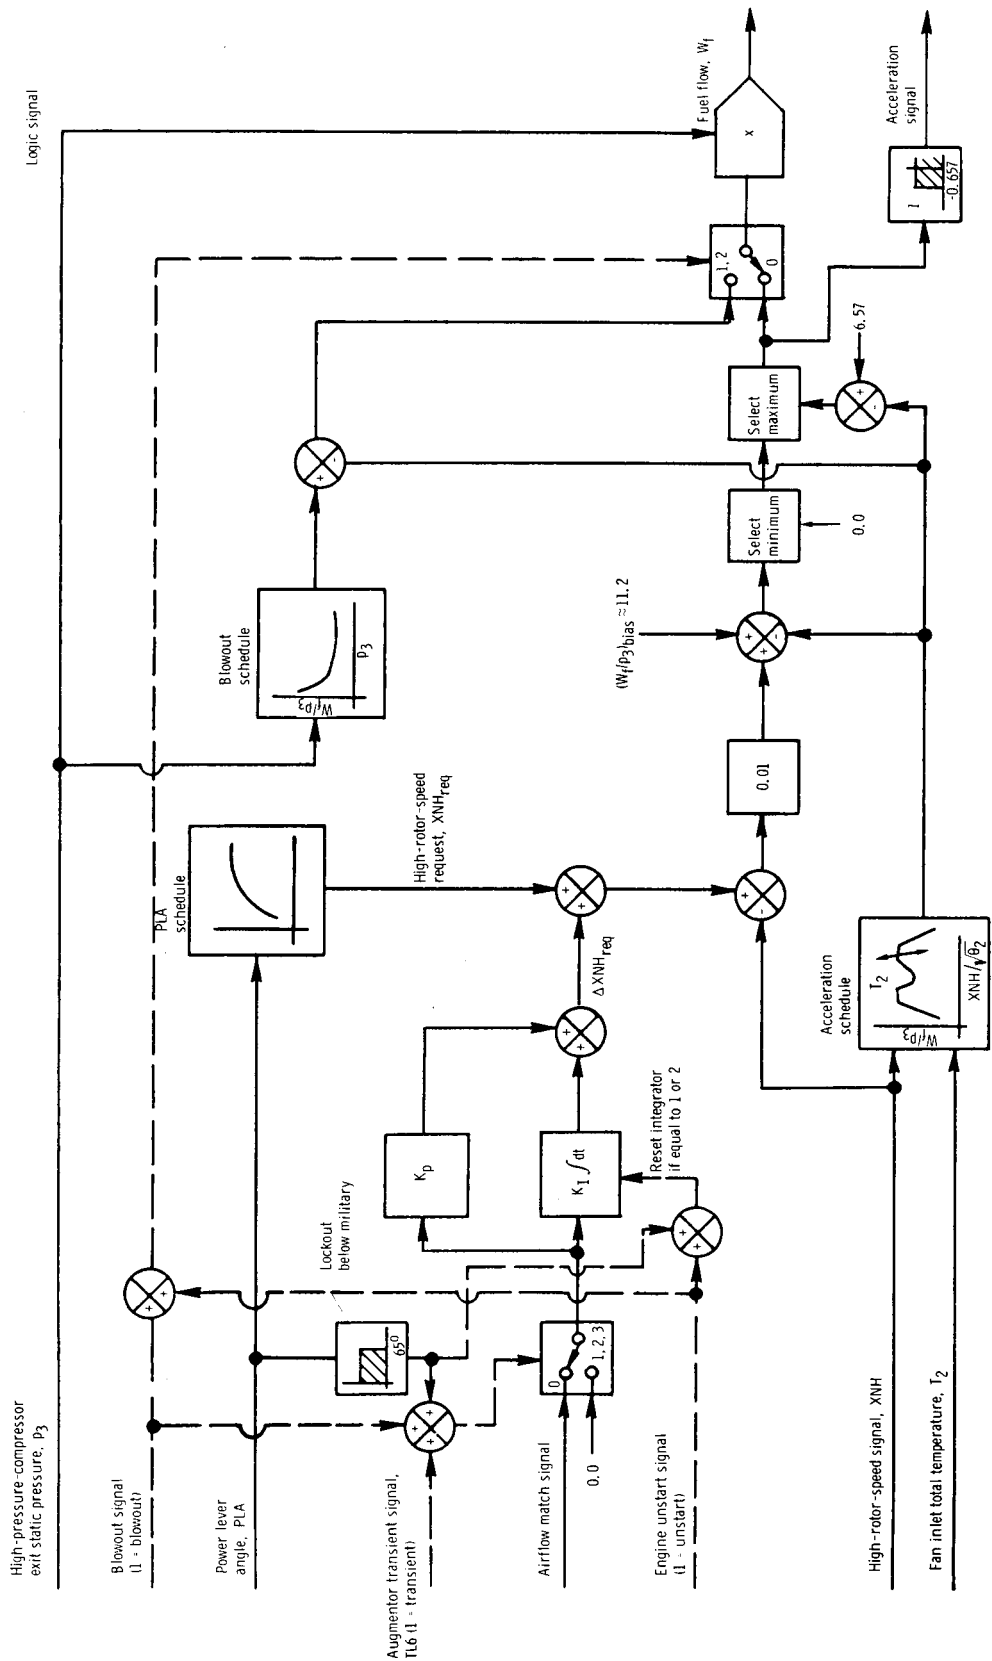 High-pressure-compressor
exit static pressure, p3
Logic signal
Blowout signal
(1 = blowout)
Power lever
angle, PLA
Augmentor transient signal,
TL6 (1 = transient)
Airflow match signal
0.0
Engine unstart signal
(1 = unstart)
High-rotor-speed signal, XNH
Fan inlet total temperature, T2
65°
Lockout
below military
0
1, 2, 3
Kp
KI ∫ dt
Reset integrator
if equal to 1 or 2
ΔXNHreq
PLA
schedule
High-rotor-speed
request, XNHreq
Acceleration
schedule
Wf/p3
T2
XNH/√θ2
0.01
Blowout
schedule
Wf/p3
p3
(Wf/p3)bias ≈ 11.2
Select
minimum
0.0
Select
maximum
6.57
1, 2
0
x
Fuel flow, Wf
1
-0.657
Acceleration
signal
+
+
+
+
+
+
+
+
+
+
+
+
-
+
+
+
-
+
-
+
-